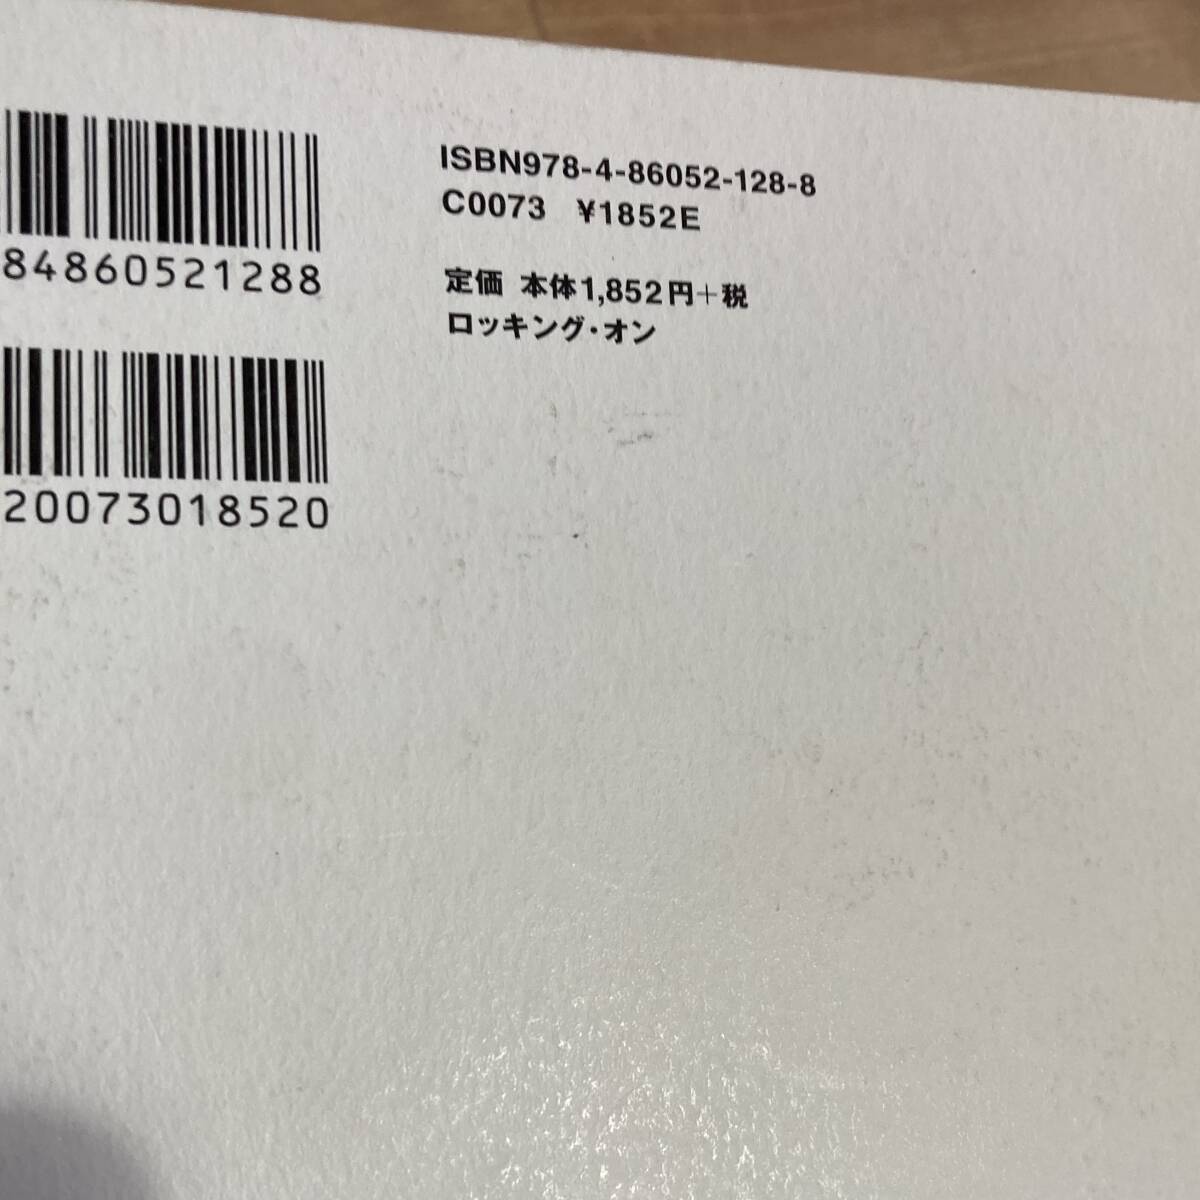 84860521288
20073018520
ISBN978-4-86052-128-8
C0073 ¥1852E
定価 本体1,852円+税
ロッキング・オン